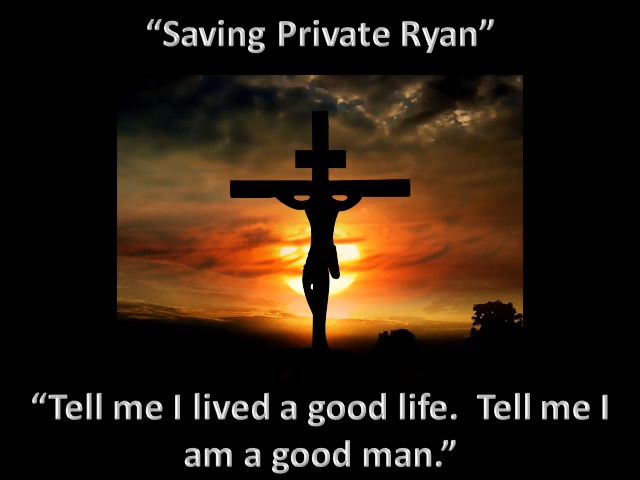 “Saving Private Ryan”
“Tell me I lived a good life.  Tell me I
am a good man.”